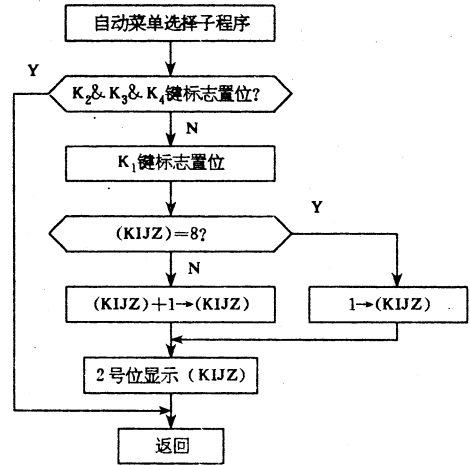 自动菜单选择子程序
Y
K₂&K₃&K₄键标志置位?
N
K₁键标志置位
Y
(KIJZ)=8?
N
(KIJZ)+1→(KIJZ)
1→(KIJZ)
2号位显示(KIJZ)
返回